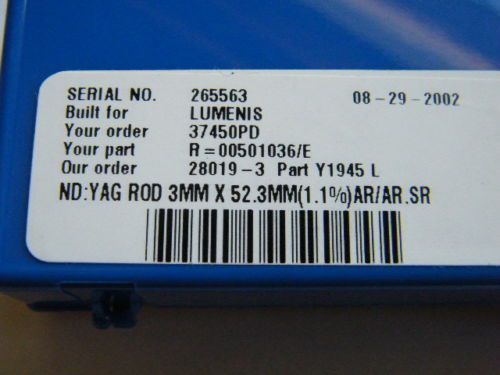 SERIAL NO. 265563 08-29-2002
Built for LUMENIS
Your order 37450PD
Your part R=00501036/E
Our order 28019-3 Part Y1945 L
ND:YAG ROD 3MM X 52.3MM(1.1%)AR/AR.SR